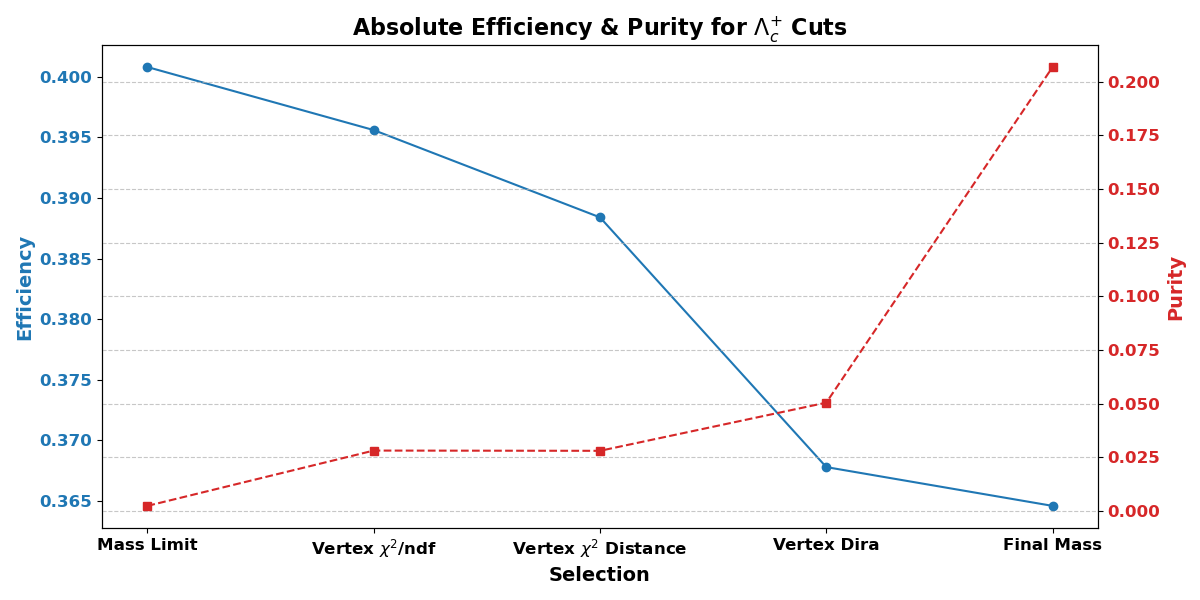 Absolute Efficiency & Purity for Λ_c^+ Cuts
0.400
0.395
0.390
0.385
0.380
0.375
0.370
0.365
Efficiency
0.200
0.175
0.150
0.125
0.100
0.075
0.050
0.025
0.000
Purity
Mass Limit
Vertex χ²/ndf
Vertex χ² Distance
Vertex Dira
Final Mass
Selection